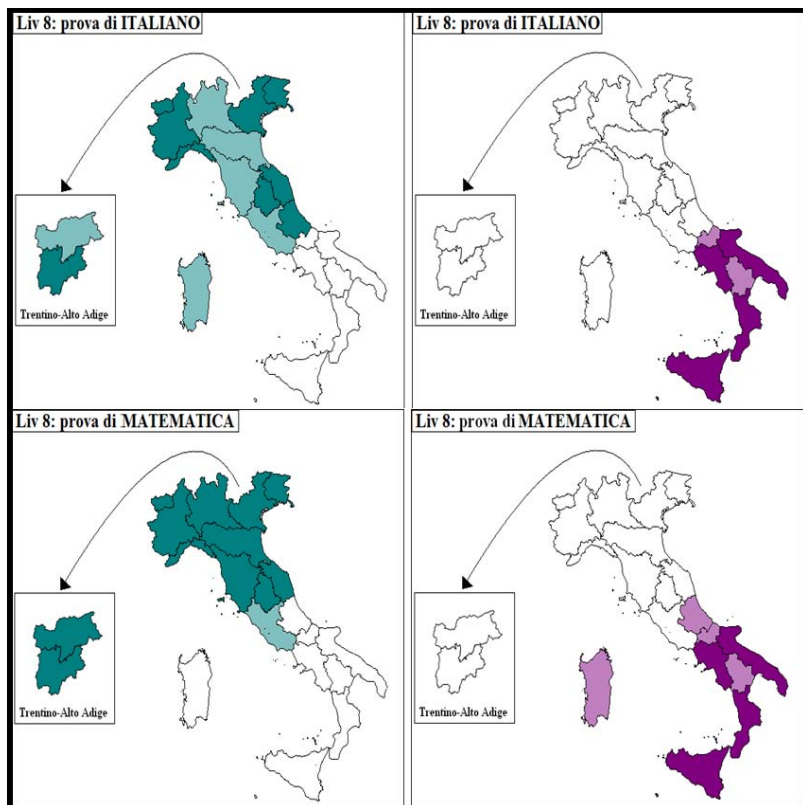 Liv 8: prova di ITALIANO
Trentino-Alto Adige
Liv 8: prova di ITALIANO
Trentino-Alto Adige
Liv 8: prova di MATEMATICA
Trentino-Alto Adige
Liv 8: prova di MATEMATICA
Trentino-Alto Adige